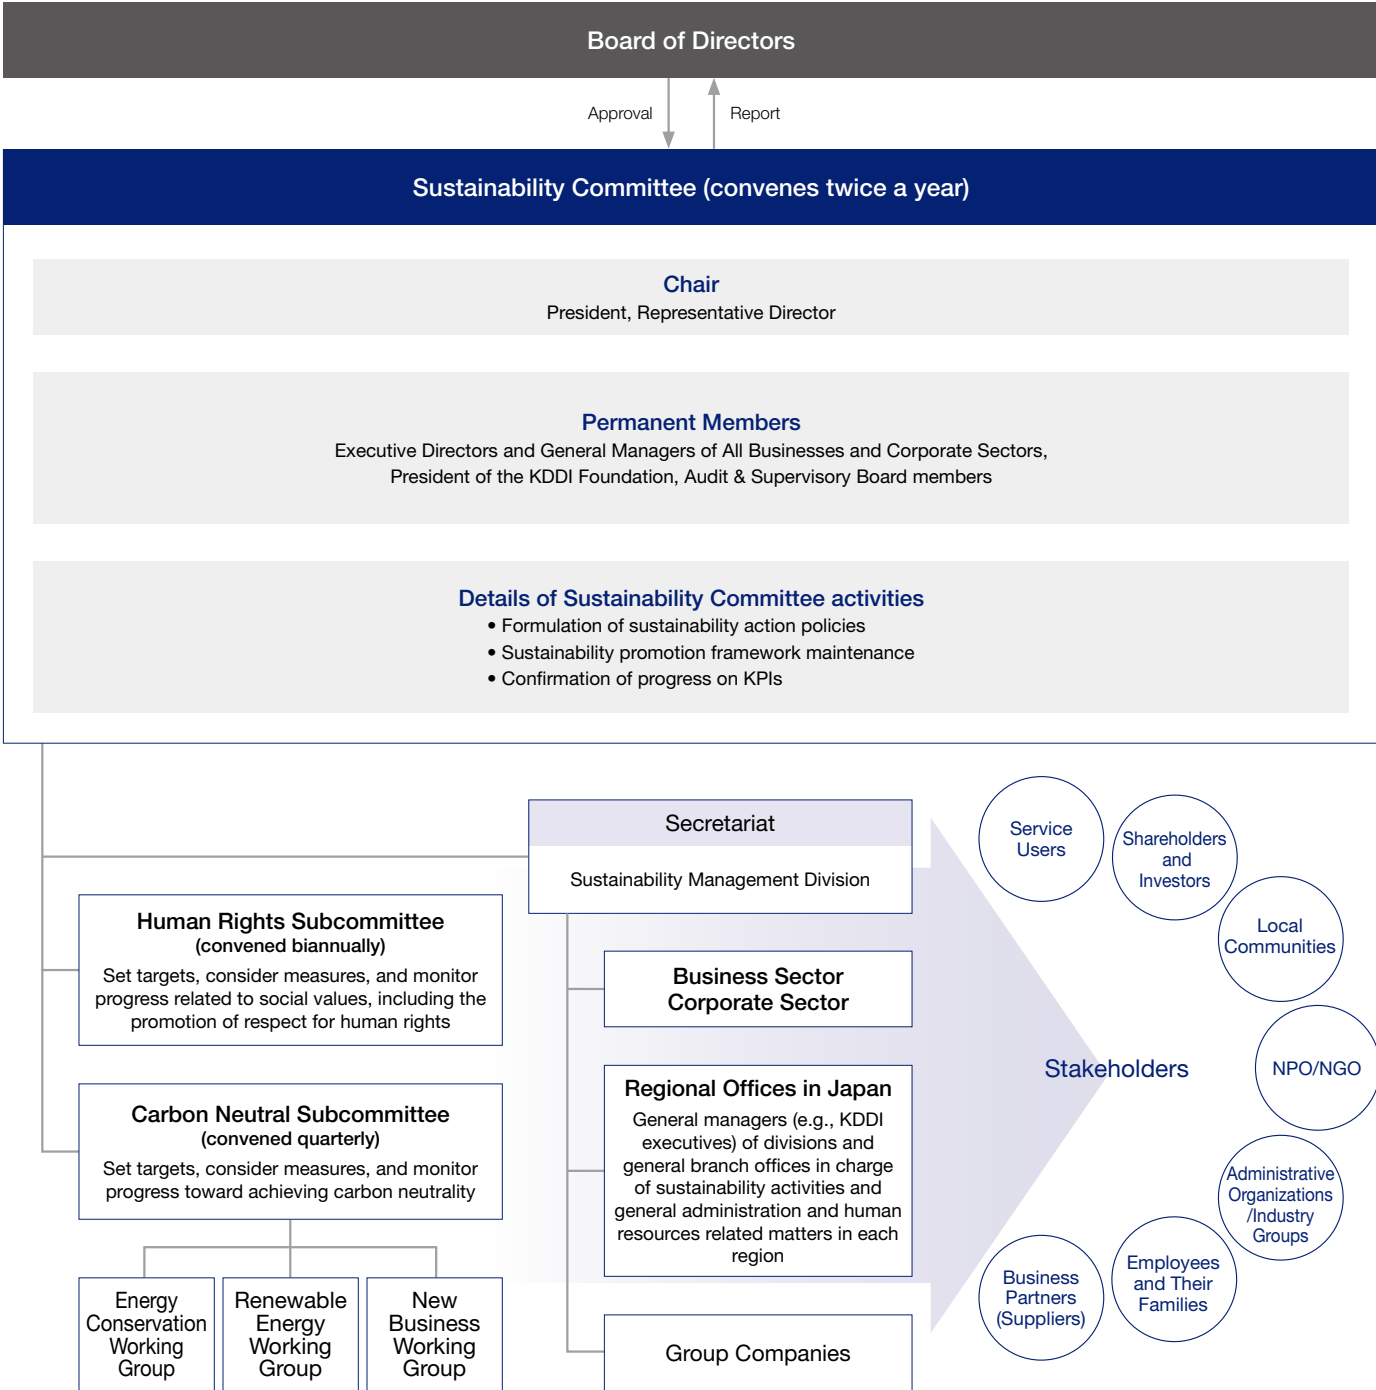 Board of Directors
Approval
Report
Sustainability Committee (convenes twice a year)
Chair
President, Representative Director
Permanent Members
Executive Directors and General Managers of All Businesses and Corporate Sectors,
President of the KDDI Foundation, Audit & Supervisory Board members
Details of Sustainability Committee activities
• Formulation of sustainability action policies
• Sustainability promotion framework maintenance
• Confirmation of progress on KPIs
Secretariat
Sustainability Management Division
Human Rights Subcommittee
(convened biannually)
Set targets, consider measures, and monitor
progress related to social values, including the
promotion of respect for human rights
Carbon Neutral Subcommittee
(convened quarterly)
Set targets, consider measures, and monitor
progress toward achieving carbon neutrality
Energy
Conservation
Working
Group
Renewable
Energy
Working
Group
New
Business
Working
Group
Business Sector
Corporate Sector
Regional Offices in Japan
General managers (e.g., KDDI
executives) of divisions and
general branch offices in charge
of sustainability activities and
general administration and human
resources related matters in each
region
Group Companies
Stakeholders
Service
Users
Shareholders
and
Investors
Local
Communities
NPO/NGO
Administrative
Organizations
/Industry
Groups
Employees
and Their
Families
Business
Partners
(Suppliers)